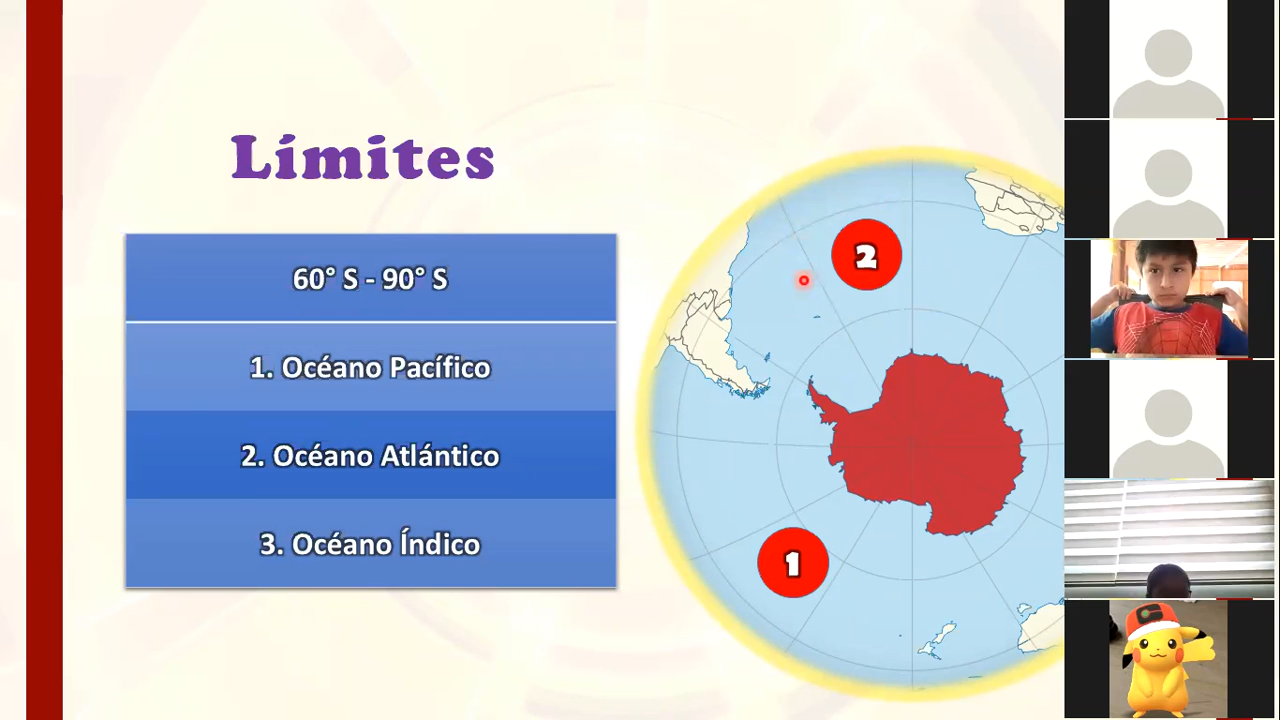 Límites
60° S - 90° S
1. Océano Pacífico
2. Océano Atlántico
3. Océano Índico
2
1